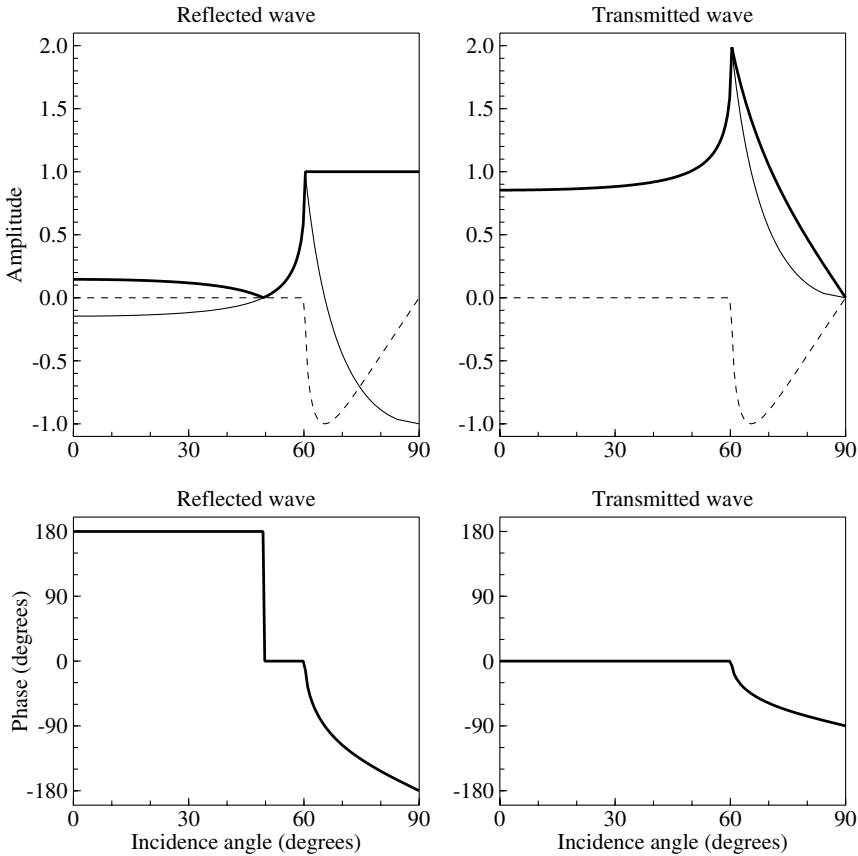 Reflected wave
Transmitted wave
2.0
1.5
1.0
0.5
0.0
-0.5
-1.0
Amplitude
0 30 60 90
2.0
1.5
1.0
0.5
0.0
-0.5
-1.0
0 30 60 90
Reflected wave
Transmitted wave
180
90
0
-90
-180
Phase (degrees)
0 30 60 90
Incidence angle (degrees)
180
90
0
-90
-180
0 30 60 90
Incidence angle (degrees)